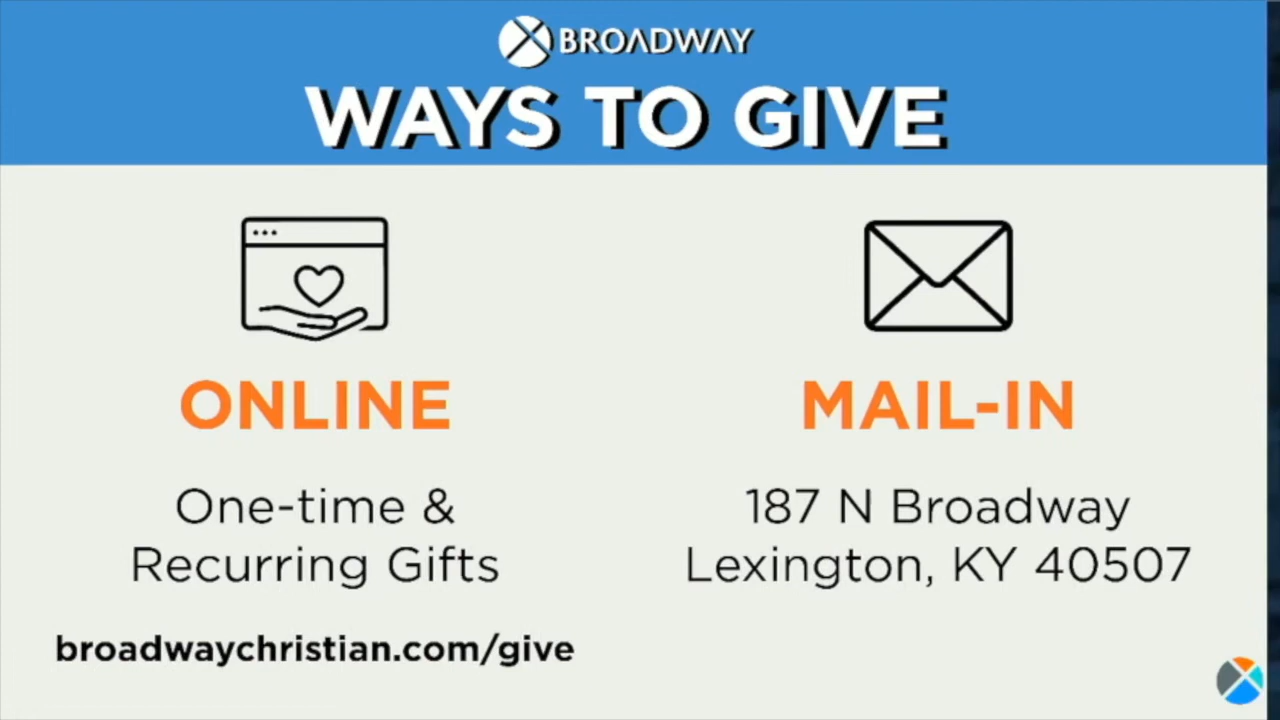 BROADWAY
WAYS TO GIVE
ONLINE
One-time &
Recurring Gifts
broadwaychristian.com/give
MAIL-IN
187 N Broadway
Lexington, KY 40507